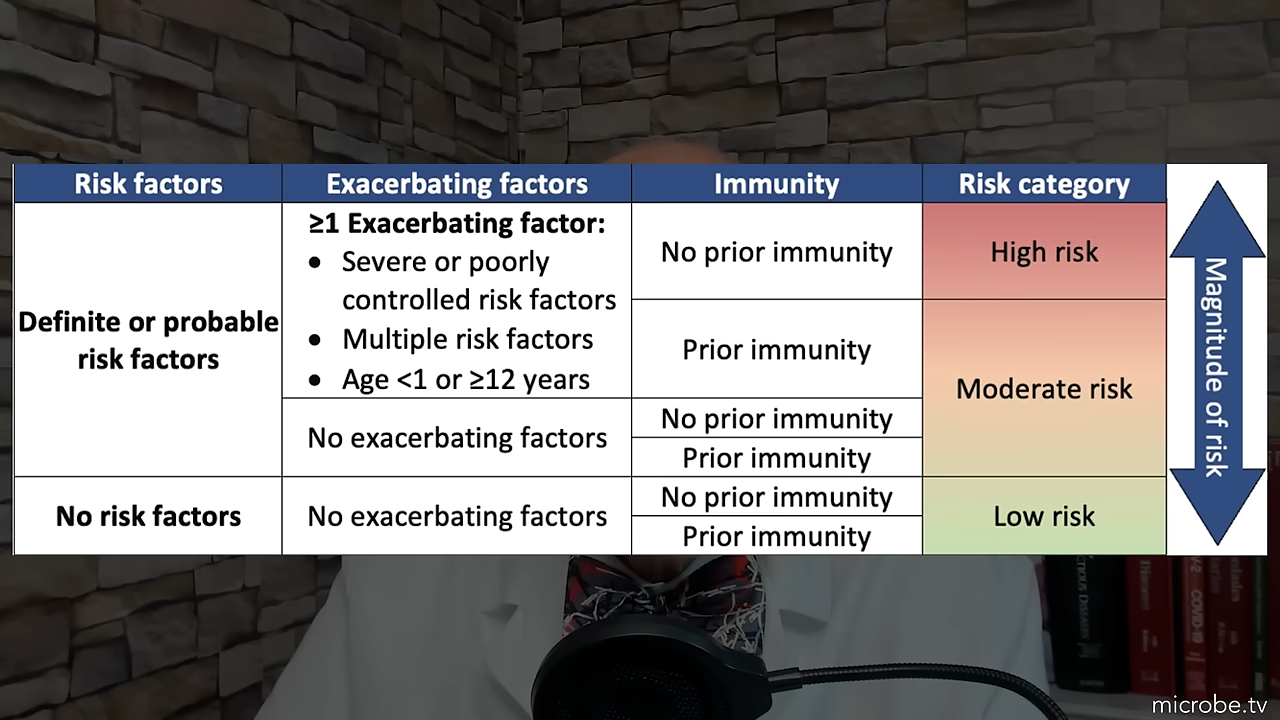 Risk factors
Exacerbating factors
Immunity
Risk category
Definite or probable
risk factors
≥1 Exacerbating factor:
• Severe or poorly
controlled risk factors
• Multiple risk factors
• Age <1 or ≥12 years
No prior immunity
High risk
Prior immunity
Moderate risk
No exacerbating factors
No prior immunity
Prior immunity
No risk factors
No exacerbating factors
No prior immunity
Prior immunity
Low risk
Magnitude of risk
COVID-19
microbe.tv